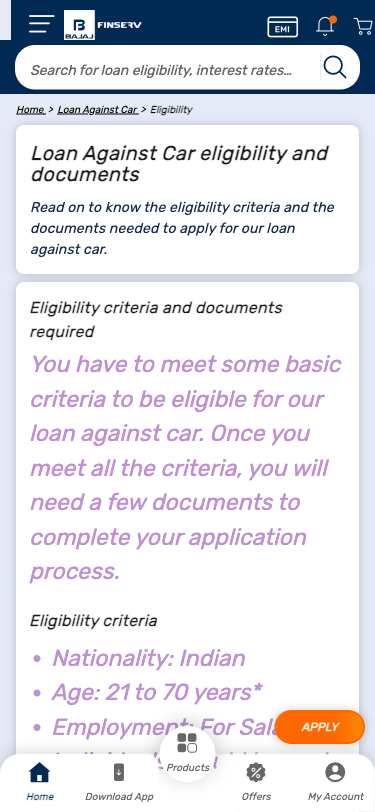 BAJAJ FINSERV
EMI
Search for loan eligibility, interest rates...
Home > Loan Against Car > Eligibility
Loan Against Car eligibility and
documents
Read on to know the eligibility criteria and the
documents needed to apply for our loan
against car.
Eligibility criteria and documents
required
You have to meet some basic
criteria to be eligible for our
loan against car. Once you
meet all the criteria, you will
need a few documents to
complete your application
process.
Eligibility criteria
• Nationality: Indian
• Age: 21 to 70 years*
• Employment: For Sala
APPLY
Home
Download App
Products
Offers
My Account